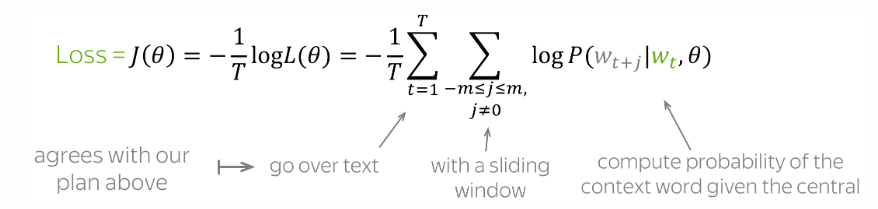 Loss = J(θ) = −1/T logL(θ) = −1/T ∑_{t=1}^{T} ∑_{−m≤j≤m, j≠0} log P(w_{t+j}|w_t, θ)
agrees with our plan above ↦ go over text
with a sliding window
compute probability of the context word given the central